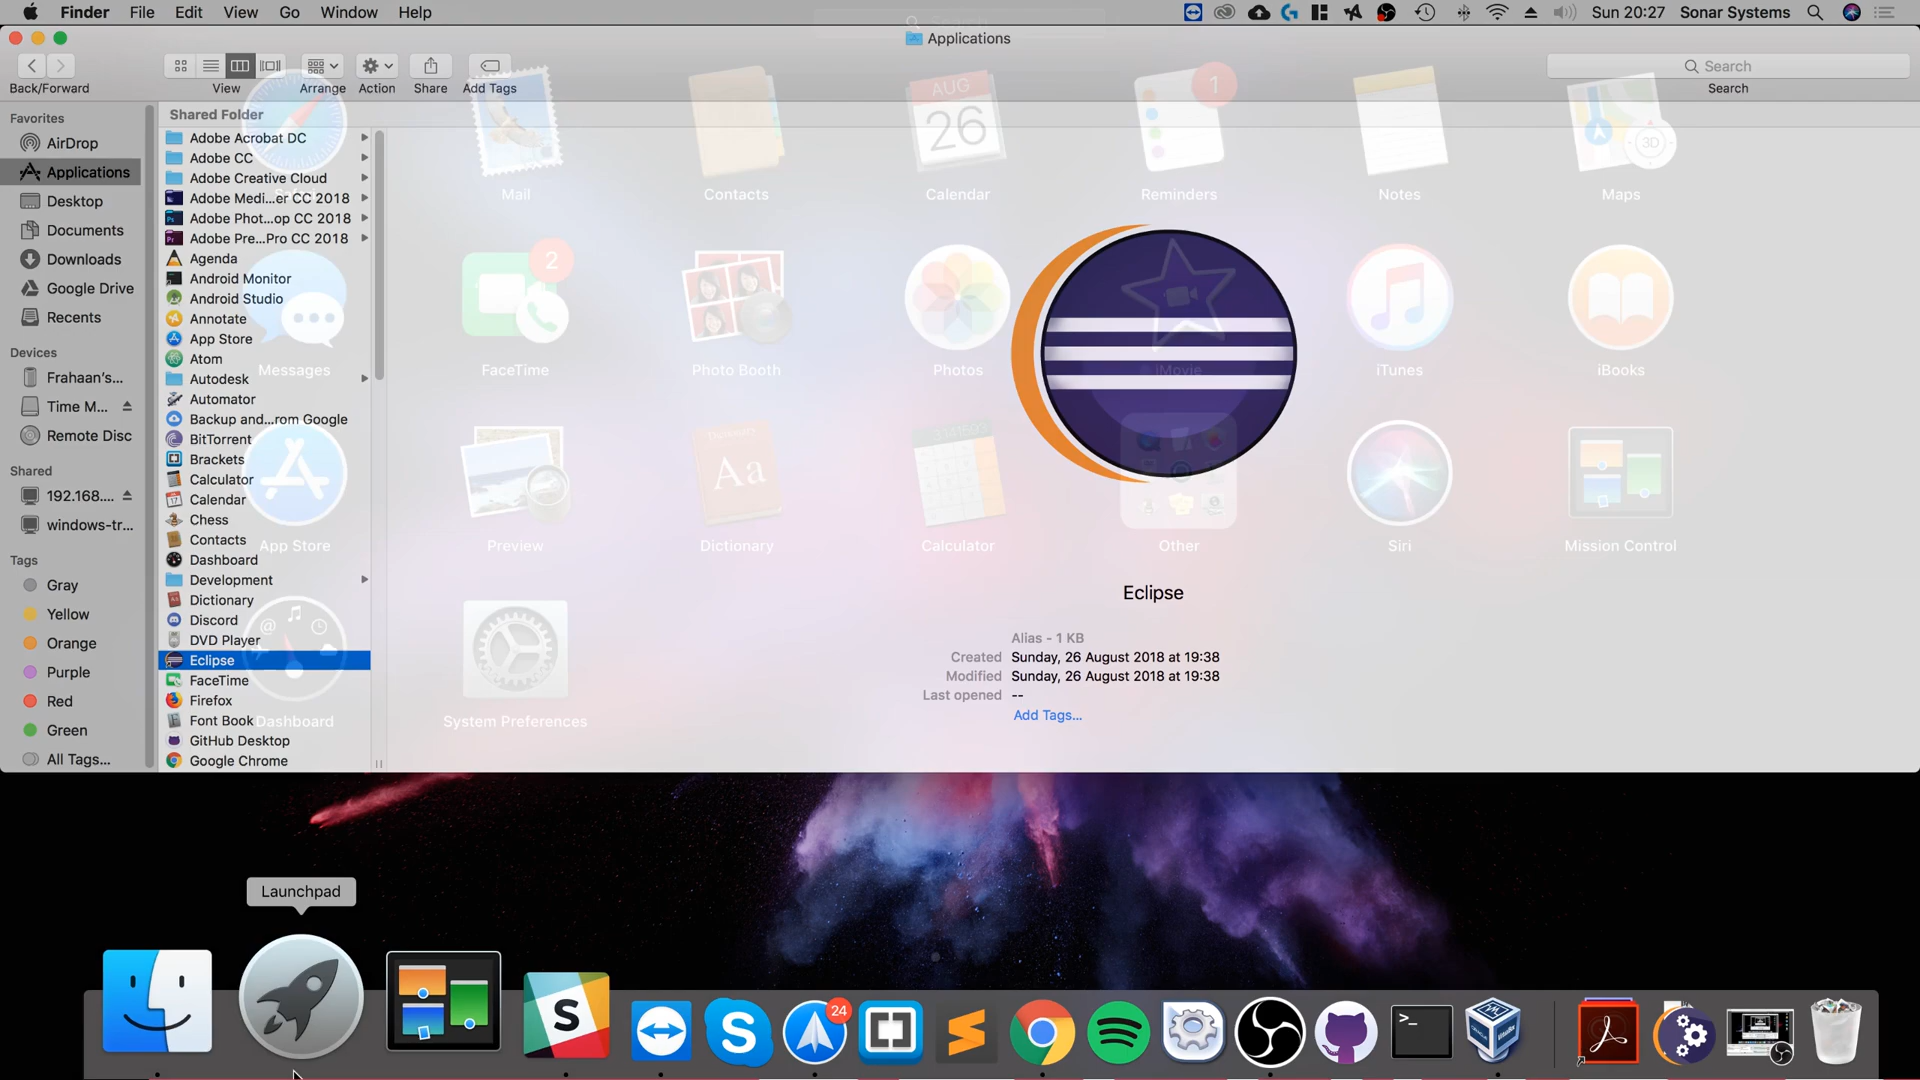 Finder File Edit View Go Window Help
Sun 20:27 Sonar Systems
Search
Applications
Back/Forward
View
Arrange
Action
Share
Add Tags
Search
Search
Favorites
AirDrop
Applications
Desktop
Documents
Downloads
Google Drive
Recents
Devices
Frahaan's...
Time M...
Remote Disc
Shared
192.168....
windows-tr...
Tags
Gray
Yellow
Orange
Purple
Red
Green
All Tags...
Shared Folder
Adobe Acrobat DC
Adobe CC
Adobe Creative Cloud
Adobe Medi...er CC 2018
Adobe Phot...op CC 2018
Adobe Pre...Pro CC 2018
Agenda
Android Monitor
Android Studio
Annotate
App Store
Atom
Autodesk
Automator
Backup and...rom Google
BitTorrent
Brackets
Calculator
Calendar
Chess
Contacts
Dashboard
Development
Dictionary
Discord
DVD Player
Eclipse
FaceTime
Firefox
Font Book
GitHub Desktop
Google Chrome
Safari
Mail
Contacts
AUG
26
Calendar
1
Reminders
Notes
3D
Maps
Messages
2
FaceTime
Photo Booth
Photos
iMovie
iTunes
iBooks
App Store
Preview
Aa
Dictionary
Calculator
Other
Siri
Mission Control
Dashboard
System Preferences
Eclipse
Alias - 1 KB
Created Sunday, 26 August 2018 at 19:38
Modified Sunday, 26 August 2018 at 19:38
Last opened --
Add Tags...
Launchpad
S
S
24
>_